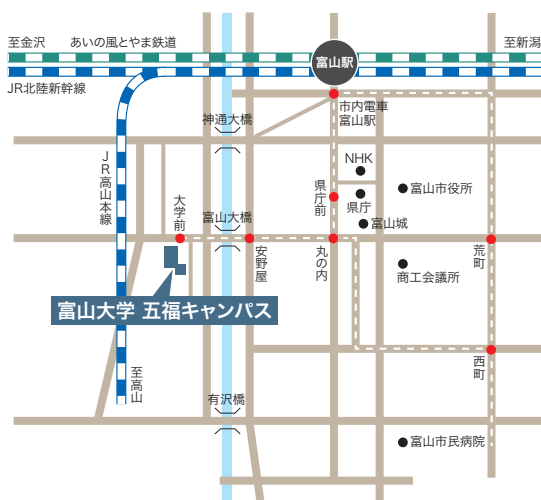 至金沢
あいの風とやま鉄道
富山駅
至新潟
JR北陸新幹線
市内電車
富山駅
神通大橋
NHK
JR高山本線
富山市役所
県庁前
県庁
大学前
富山大橋
富山城
安野屋
丸の内
荒町
商工会議所
富山大学 五福キャンパス
西町
至高山
有沢橋
富山市民病院